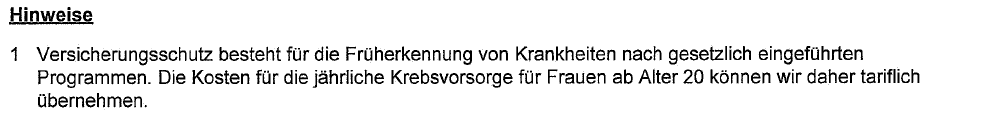 Hinweise
1 Versicherungsschutz besteht für die Früherkennung von Krankheiten nach gesetzlich eingeführten
Programmen. Die Kosten für die jährliche Krebsvorsorge für Frauen ab Alter 20 können wir daher tariflich
übernehmen.